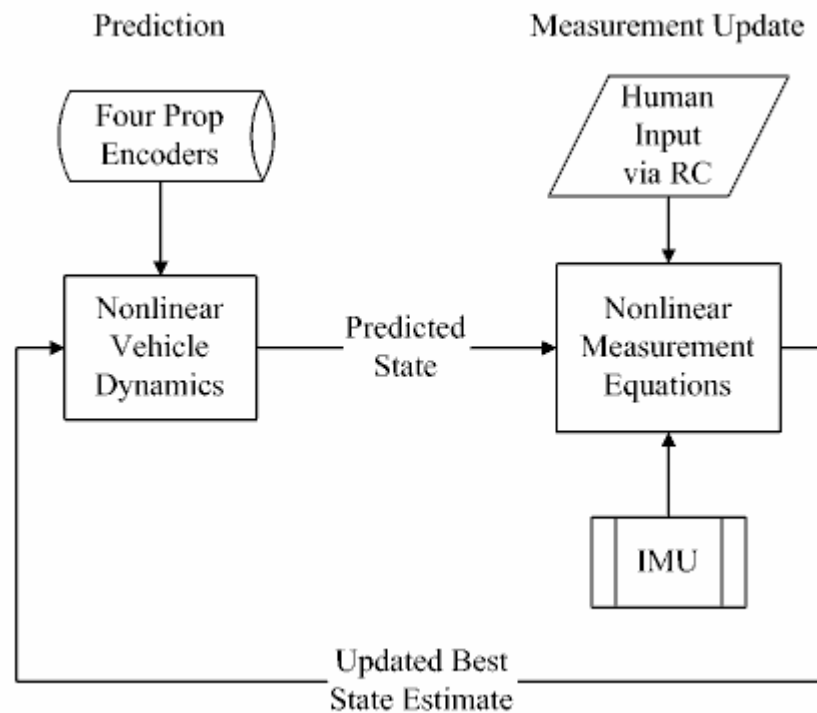 Prediction
Measurement Update
Four Prop
Encoders
Human
Input
via RC
Nonlinear
Vehicle
Dynamics
Predicted
State
Nonlinear
Measurement
Equations
IMU
Updated Best
State Estimate